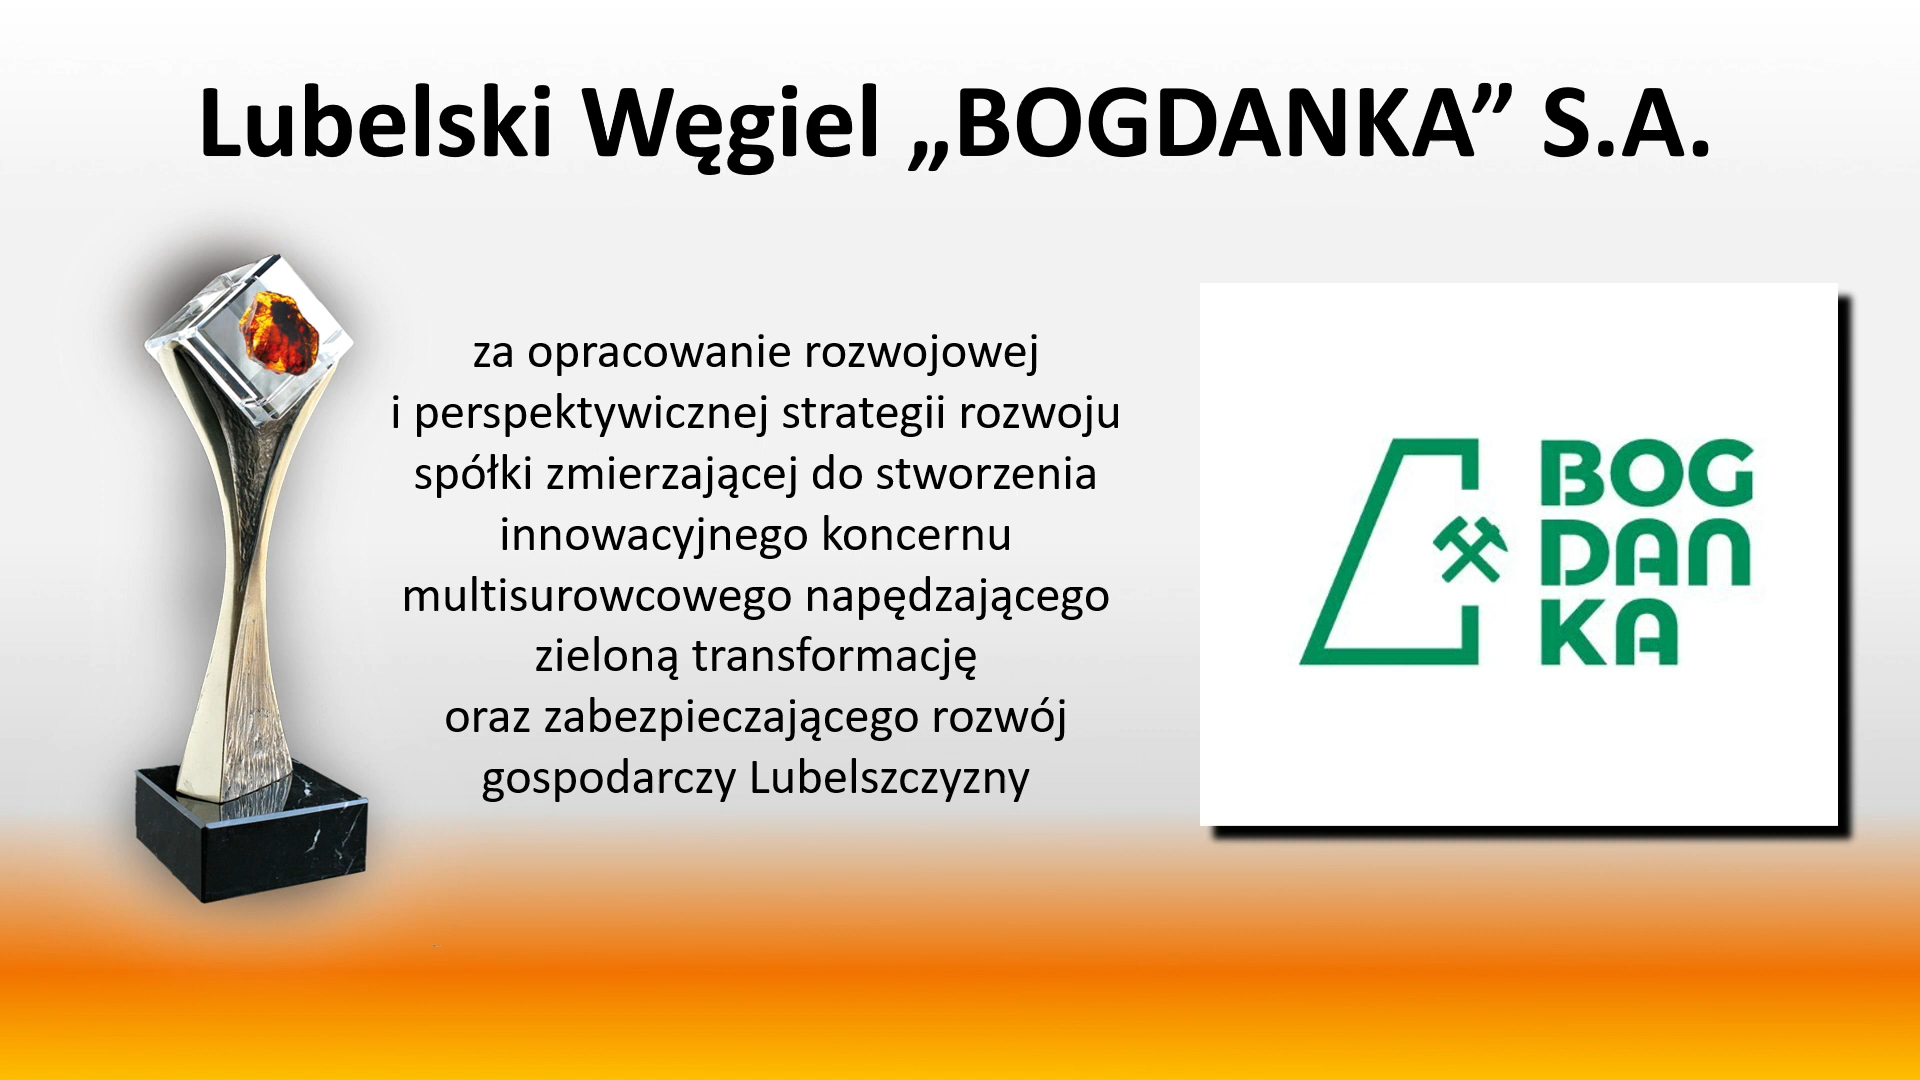 Lubelski Węgiel „BOGDANKA” S.A.
za opracowanie rozwojowej
i perspektywicznej strategii rozwoju
spółki zmierzającej do stworzenia
innowacyjnego koncernu
multisurowcowego napędzającego
zieloną transformację
oraz zabezpieczającego rozwój
gospodarczy Lubelszczyzny
BOG
DAN
KA